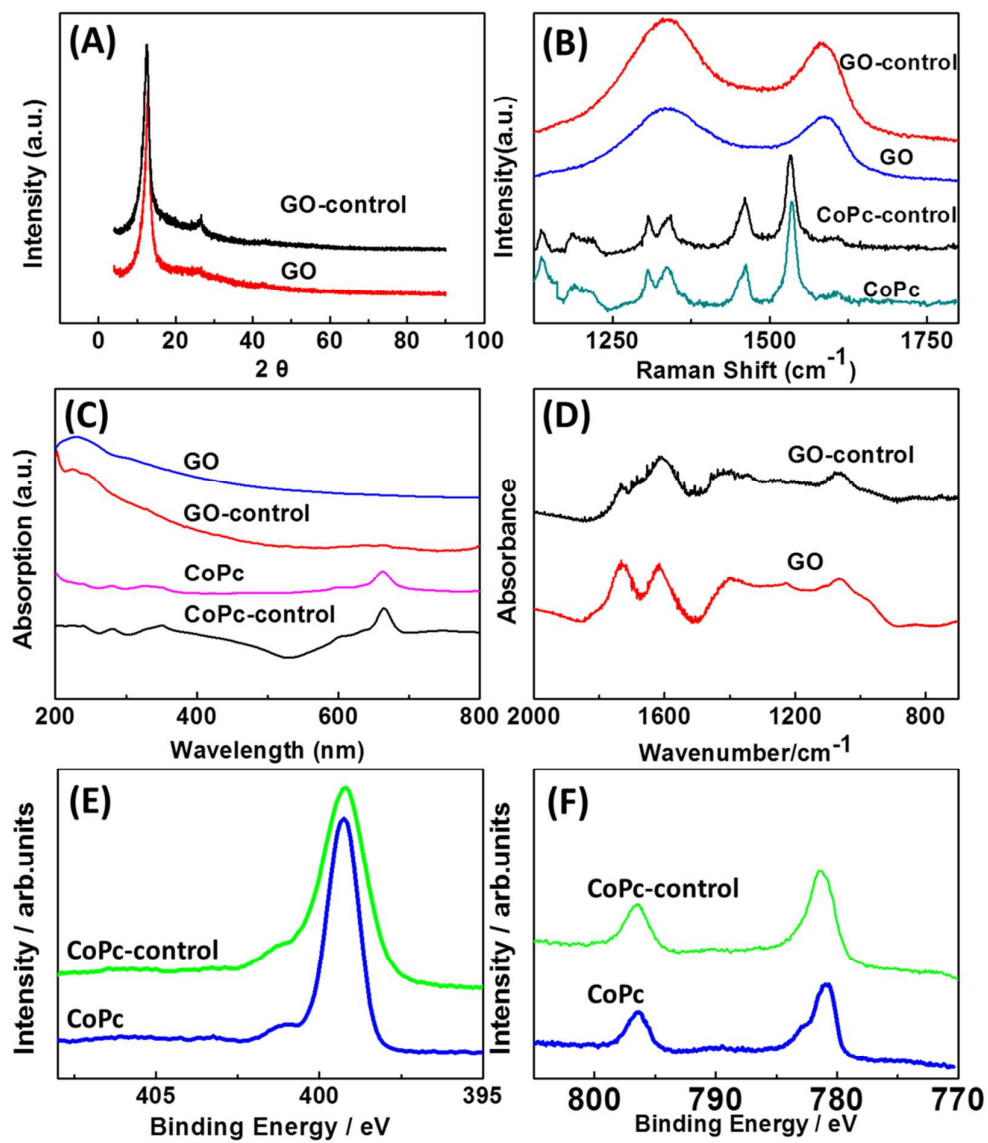 (A)
Intensity (a.u.)
GO-control
GO
0 20 40 60 80 100
2 θ
(B)
Intensity(a.u.)
GO-control
GO
CoPc-control
CoPc
1250 1500 1750
Raman Shift (cm-1)
(C)
Absorption (a.u.)
GO
GO-control
CoPc
CoPc-control
200 400 600 800
Wavelength (nm)
(D)
Absorbance
GO-control
GO
2000 1600 1200 800
Wavenumber/cm-1
(E)
Intensity / arb.units
CoPc-control
CoPc
405 400 395
Binding Energy / eV
(F)
Intensity / arb.units
CoPc-control
CoPc
800 790 780 770
Binding Energy / eV